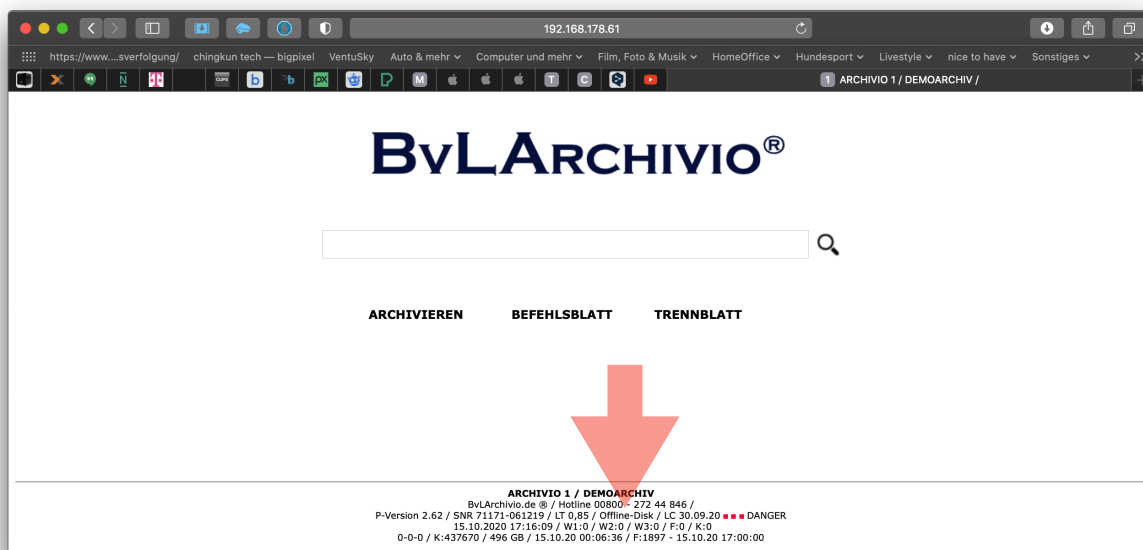 192.168.178.61
https://www....sverfolgung/ chingkun tech — bigpixel VentuSky Auto & mehr Computer und mehr Film, Foto & Musik HomeOffice Hundesport Livestyle nice to have Sonstiges
CUPS b b px P M T C 1 ARCHIVIO 1 / DEMOARCHIV /
BvLArchivio®
ARCHIVIEREN BEFEHLSBLATT TRENNBLATT
ARCHIVIO 1 / DEMOARCHIV
BvLArchivio.de ® / Hotline 00800 - 272 44 846 /
P-Version 2.62 / SNR 71171-061219 / LT 0,85 / Offline-Disk / LC 30.09.20 DANGER
15.10.2020 17:16:09 / W1:0 / W2:0 / W3:0 / F:0 / K:0
0-0-0 / K:437670 / 496 GB / 15.10.20 00:06:36 / F:1897 - 15.10.20 17:00:00